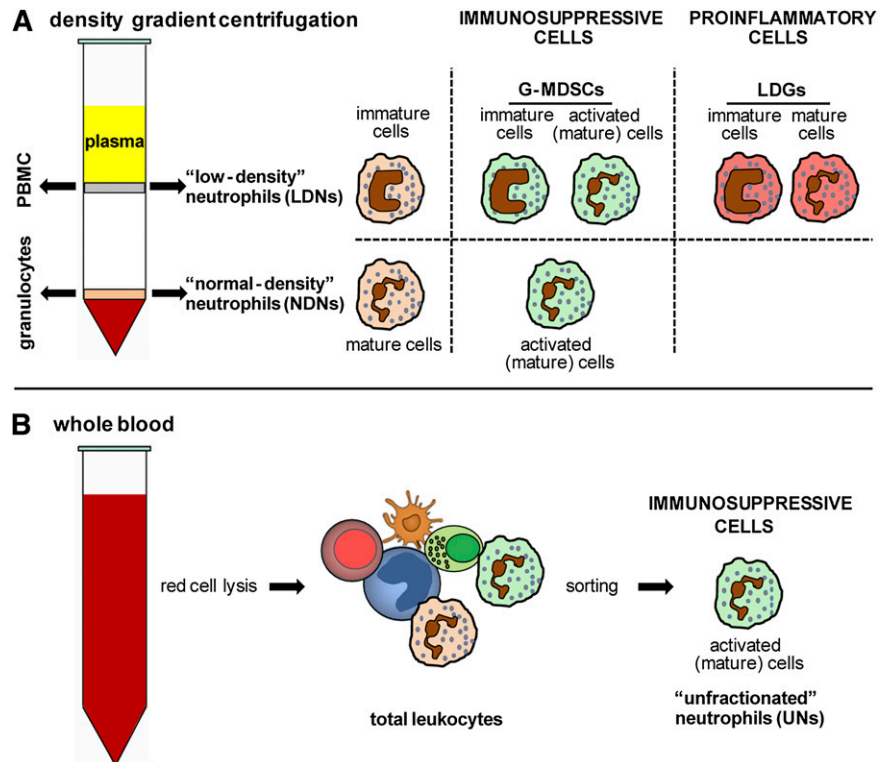 A density gradient centrifugation
IMMUNOSUPPRESSIVE
CELLS
PROINFLAMMATORY
CELLS
G-MDSCs
LDGs
immature
cells
immature
cells
activated
(mature) cells
immature
cells
mature
cells
plasma
PBMC
"low-density"
neutrophils (LDNs)
granulocytes
"normal-density"
neutrophils (NDNs)
mature cells
activated
(mature) cells
B whole blood
red cell lysis
total leukocytes
sorting
IMMUNOSUPPRESSIVE
CELLS
activated
(mature) cells
"unfractionated"
neutrophils (UNs)